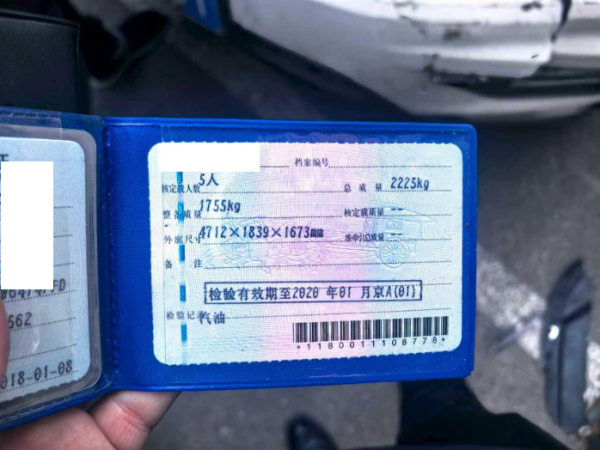 档案编号
核定载人数 5人 总 质 量 2225kg
整备质量 1755kg 核定载质量 --
外廓尺寸 4712×1839×1673mm 准牵引总质量 --
备 注
检验有效期至2020 年01 月京A(01)
检验记录 汽油
*1180011108778*
562
018-01-08